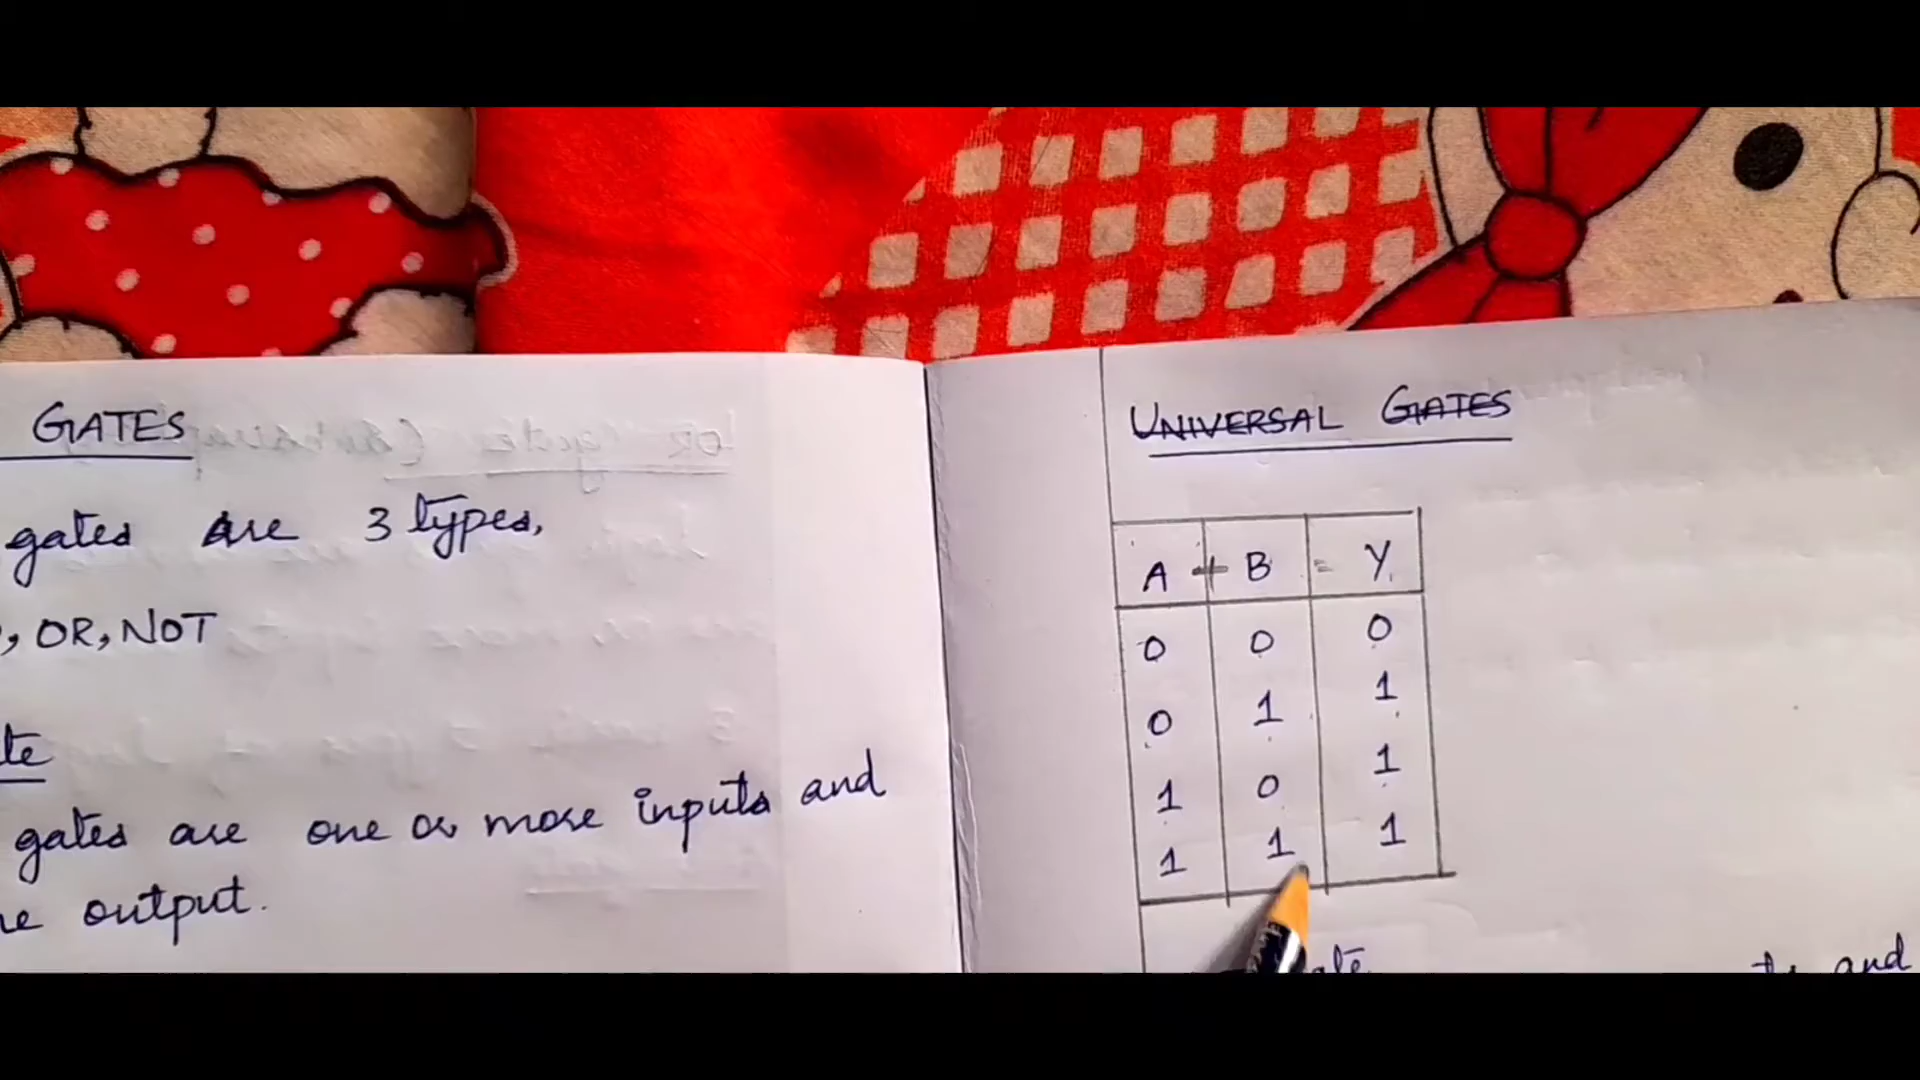 GATES
gates are 3 types,
, OR, NOT
gates are one or more inputs and
output.
UNIVERSAL GATES
A + B = Y
0 0 0
0 1 1
1 0 1
1 1 1
and